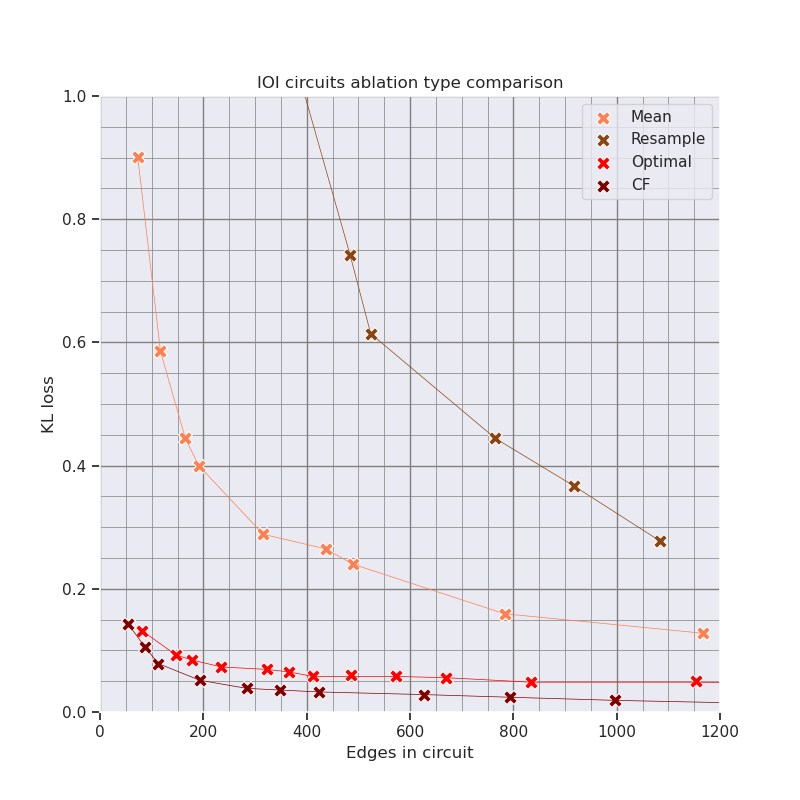 IOI circuits ablation type comparison
1.0
0.8
0.6
0.4
0.2
0.0
KL loss
Mean
Resample
Optimal
CF
0 200 400 600 800 1000 1200
Edges in circuit